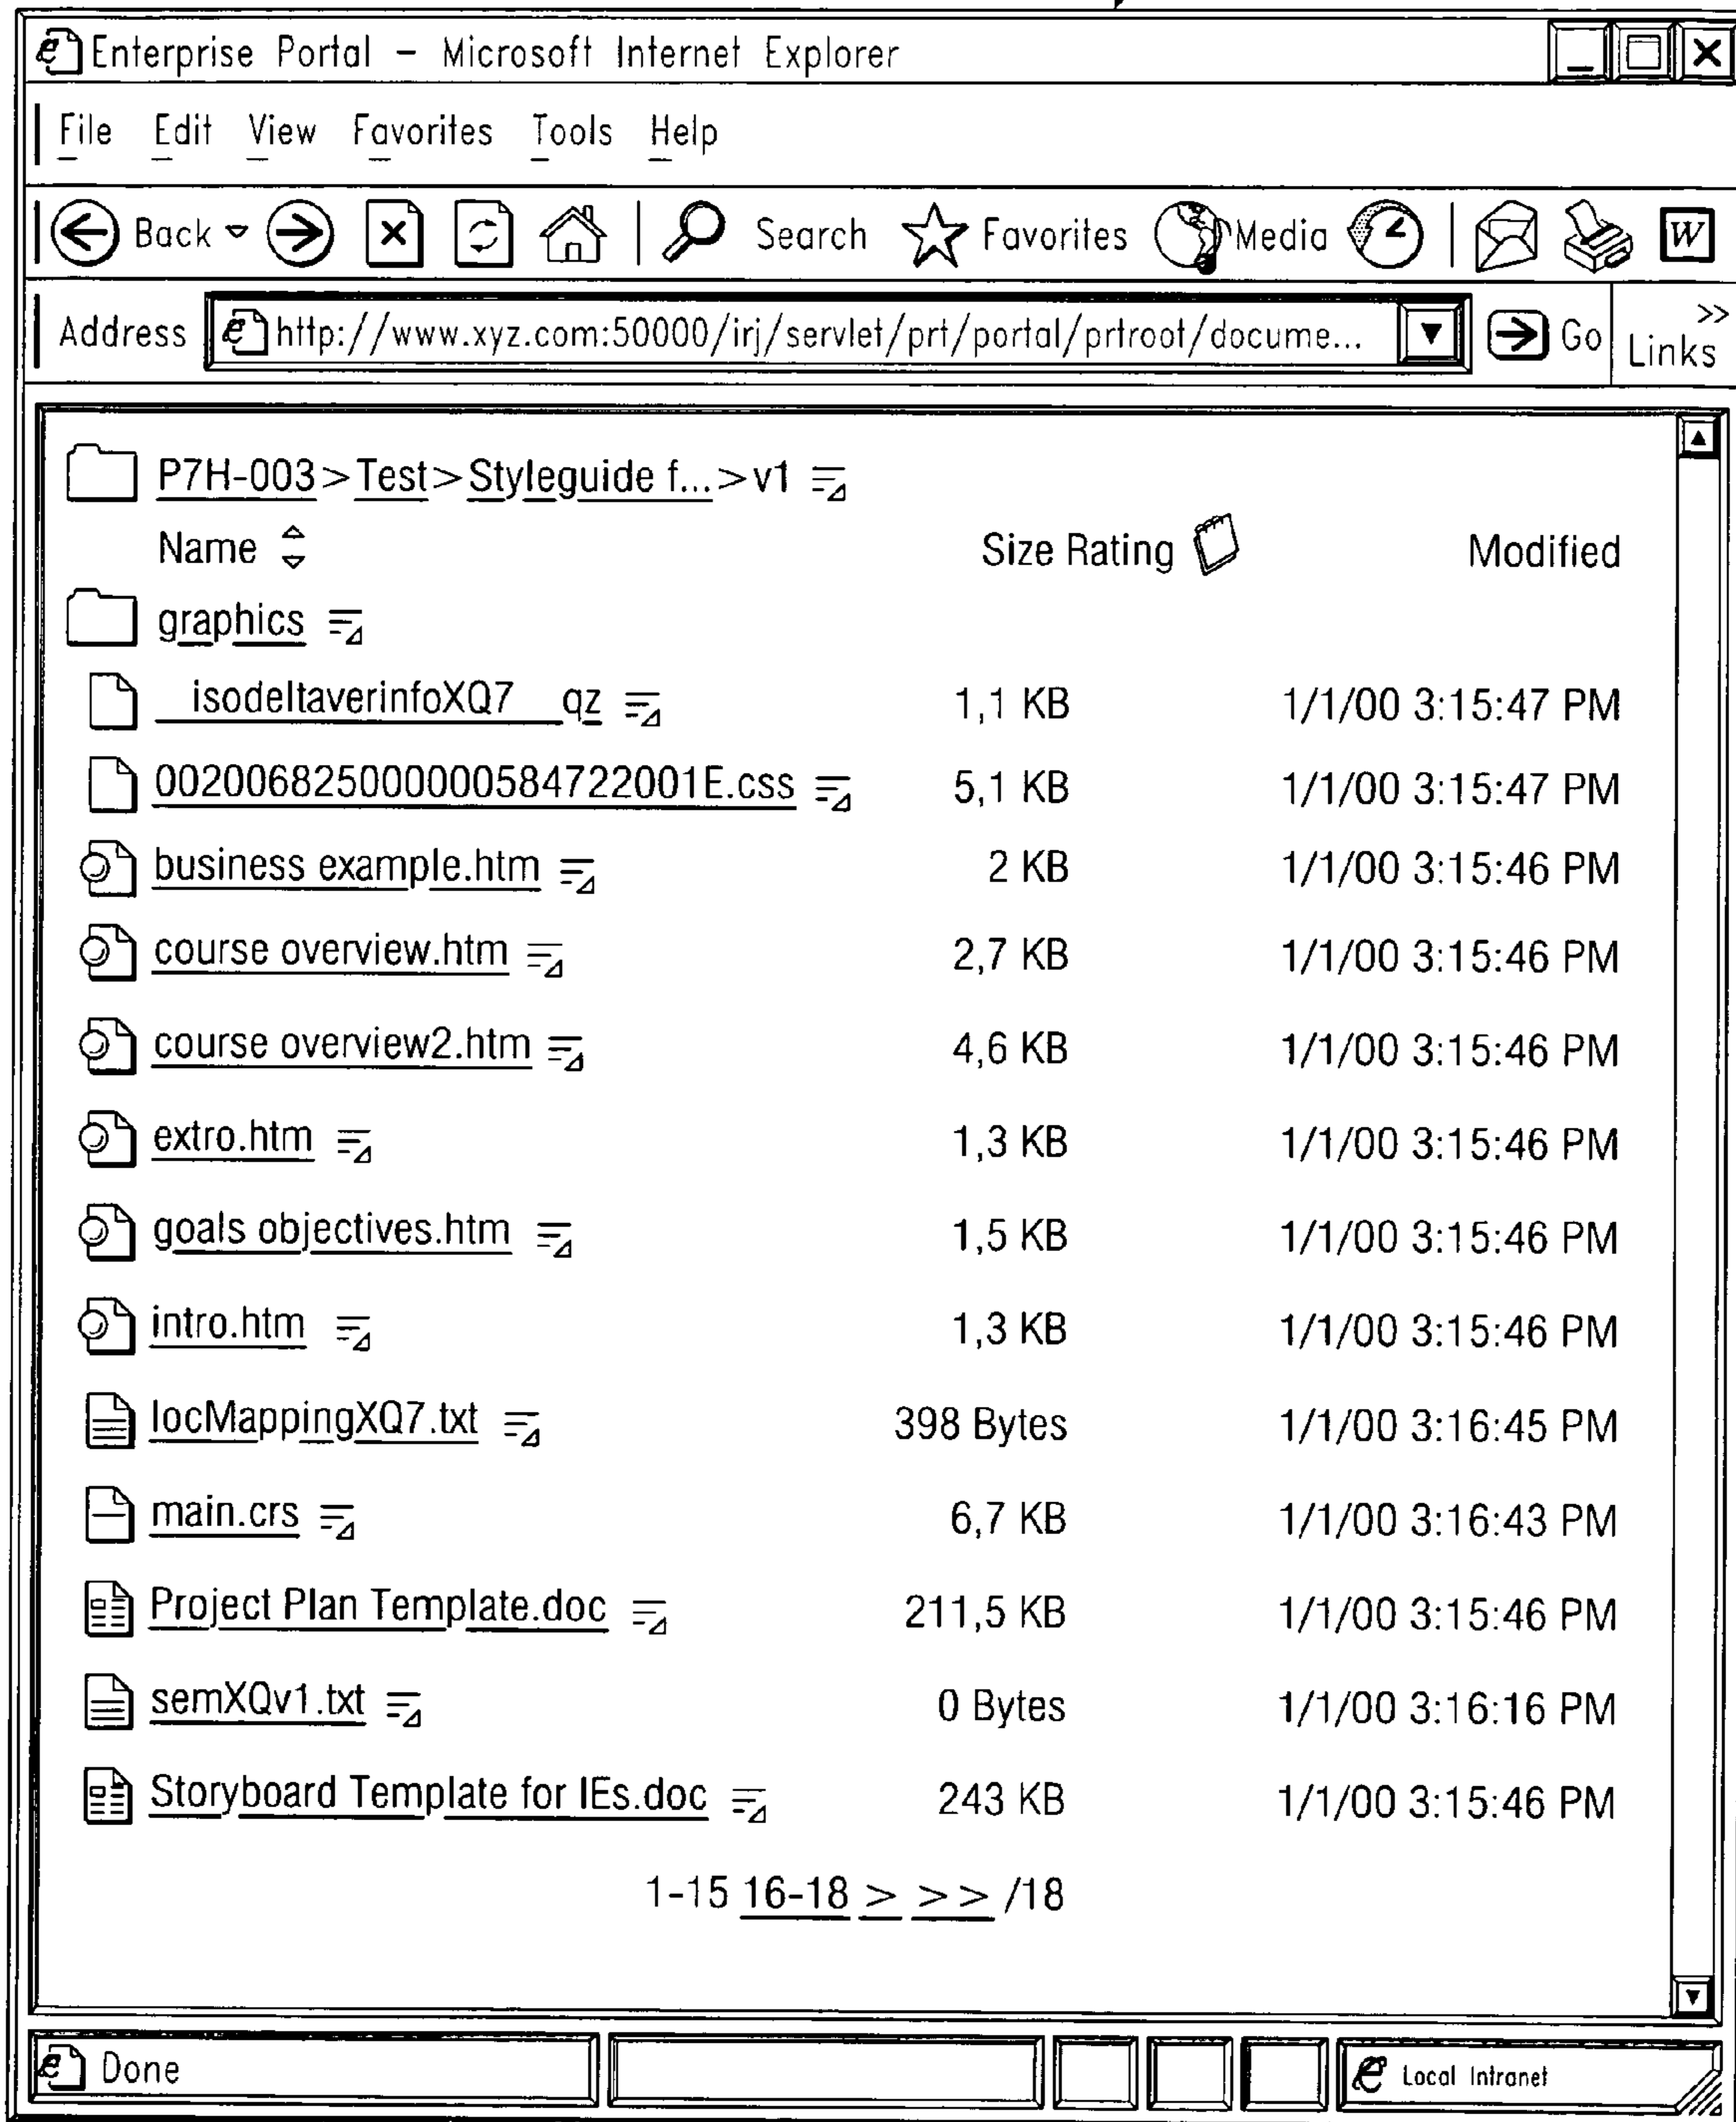 Enterprise Portal – Microsoft Internet Explorer
File Edit View Favorites Tools Help
Back Search Favorites Media W
Address http://www.xyz.com:50000/irj/servlet/prt/portal/prtroot/docume... Go Links >>
P7H-003>Test>Styleguide f...>v1
Name Size Rating Modified
graphics
__isodeltaverinfoXQ7__qz 1,1 KB 1/1/00 3:15:47 PM
002006825000000584722001E.css 5,1 KB 1/1/00 3:15:47 PM
business example.htm 2 KB 1/1/00 3:15:46 PM
course overview.htm 2,7 KB 1/1/00 3:15:46 PM
course overview2.htm 4,6 KB 1/1/00 3:15:46 PM
extro.htm 1,3 KB 1/1/00 3:15:46 PM
goals objectives.htm 1,5 KB 1/1/00 3:15:46 PM
intro.htm 1,3 KB 1/1/00 3:15:46 PM
locMappingXQ7.txt 398 Bytes 1/1/00 3:16:45 PM
main.crs 6,7 KB 1/1/00 3:16:43 PM
Project Plan Template.doc 211,5 KB 1/1/00 3:15:46 PM
semXQv1.txt 0 Bytes 1/1/00 3:16:16 PM
Storyboard Template for IEs.doc 243 KB 1/1/00 3:15:46 PM
1-15 16-18 > >> /18
Done Local Intranet